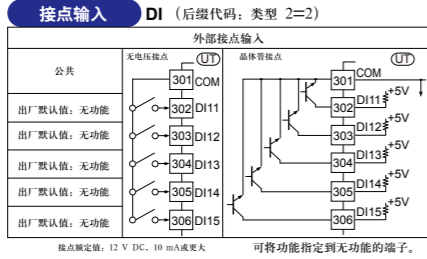 接点输入 DI (后缀代码：类型 2=2)
外部接点输入
公共
无电压接点
UT
晶体管接点
UT
301 COM
301 COM
出厂默认值：无功能
302 DI11
302 DI11 +5V
出厂默认值：无功能
303 DI12
303 DI12 +5V
出厂默认值：无功能
304 DI13
304 DI13 +5V
出厂默认值：无功能
305 DI14
305 DI14 +5V
出厂默认值：无功能
306 DI15
306 DI15 +5V
接点额定值：12 V DC、10 mA或更大
可将功能指定到无功能的端子。